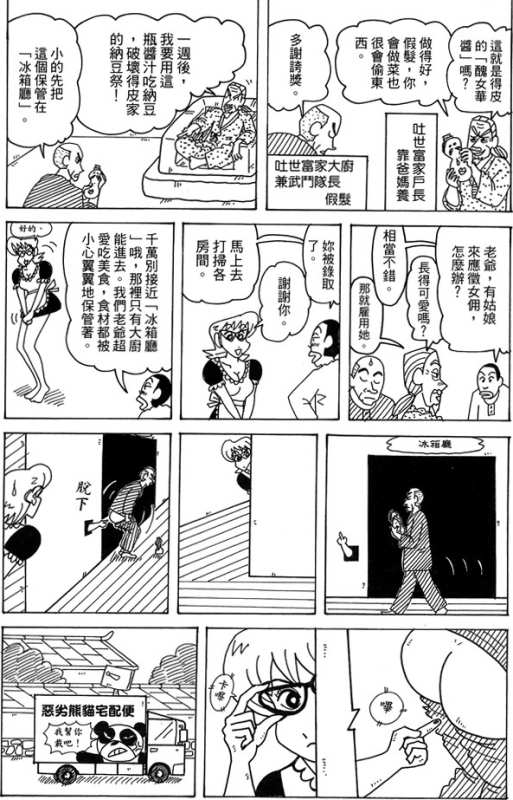 這就是得皮
的「醜女華
醬」嗎？
做得好，
假髮，你
會做菜也
很會偷東
西。
多謝誇獎。
吐世富家戶長
靠爸媽養
吐世富家大廚
兼武鬥隊長
假髮
一週後，
我要用這
瓶醬汁吃納豆
，破壞得皮家
的納豆祭！
小的先把
這個保管在
「冰箱廳」。
老爺，有姑娘
來應徵女佣，
怎麼辦？
長得可愛嗎？
相當不錯。
那就雇用她。
妳被錄取
了。
謝謝你。
馬上去
打掃各
房間。
好的。
千萬別接近「冰箱廳
」哦，那裡只有大廚
能進去。我們老爺超
愛吃美食，食材都被
小心翼翼地保管著。
冰箱廳
脫下
嗶
卡嚓
惡劣熊貓宅配便
我幫你
載吧！